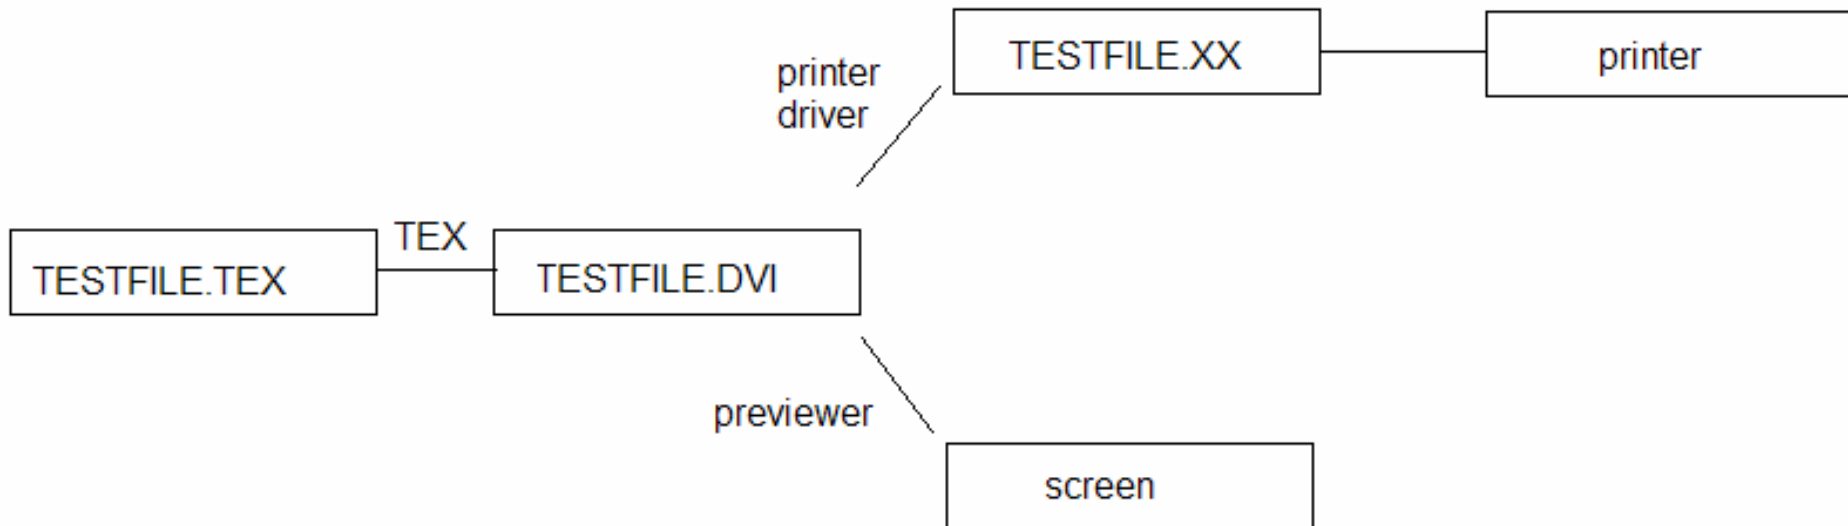 TESTFILE.XX
printer
printer
driver
TEX
TESTFILE.TEX
TESTFILE.DVI
previewer
screen